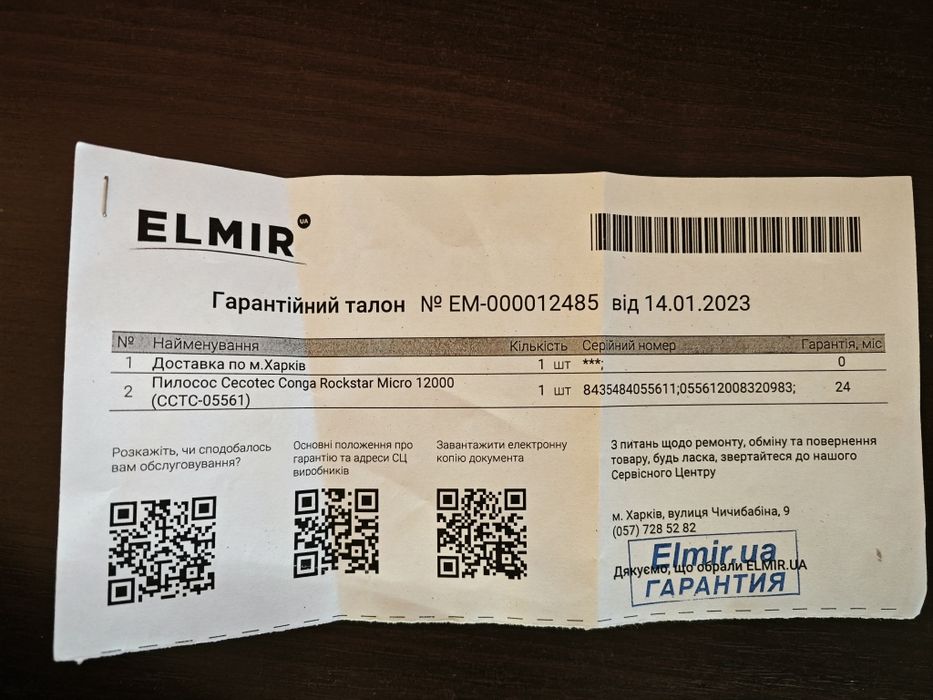 ELMIR UA
Гарантійний талон № EM-000012485 від 14.01.2023
№ Найменування Кількість Серійний номер Гарантія, міс
1 Доставка по м.Харків 1 шт ***; 0
2 Пилосос Cecotec Conga Rockstar Micro 12000 (CCTC-05561) 1 шт 8435484055611;055612008320983; 24
Розкажіть, чи сподобалось
вам обслуговування?
Основні положення про
гарантію та адреси СЦ
виробників
Завантажити електронну
копію документа
З питань щодо ремонту, обміну та повернення
товару, будь ласка, звертайтеся до нашого
Сервісного Центру
м. Харків, вулиця Чичибабіна, 9
(057) 728 52 82
Дякуємо, що обрали ELMIR.UA
Elmir.ua
ГАРАНТИЯ